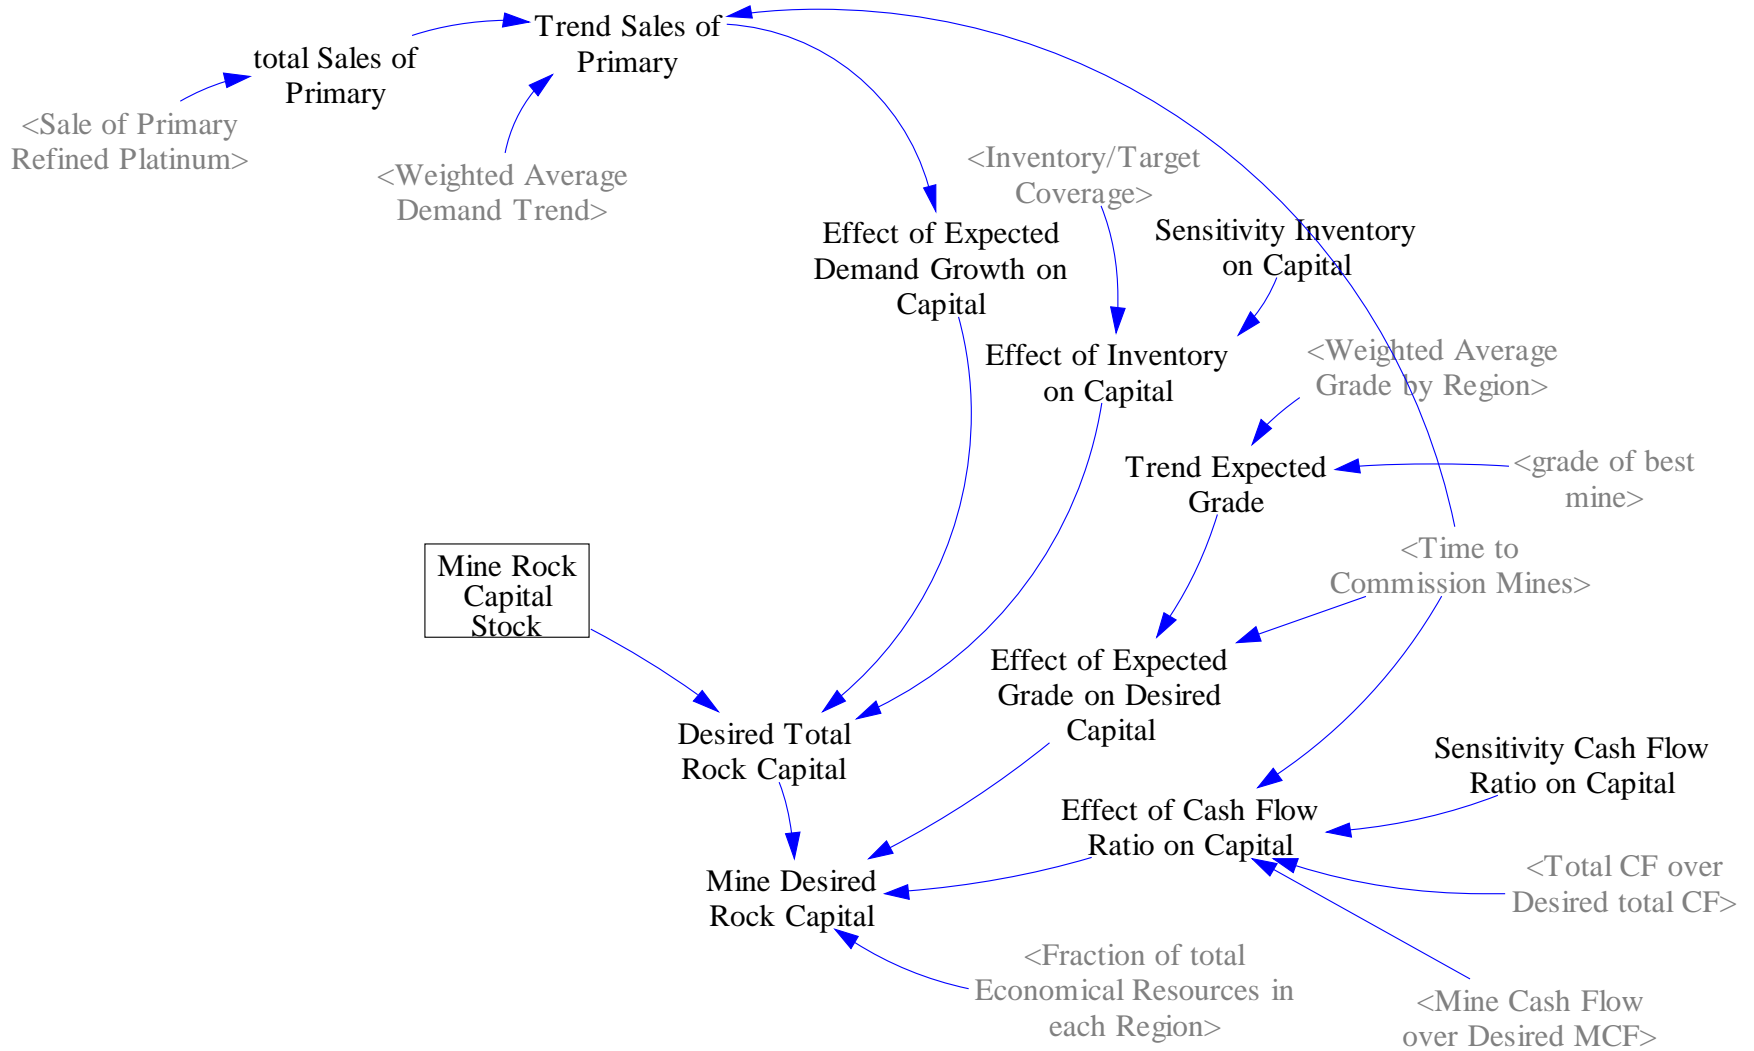 Trend Sales of
Primary
total Sales of
Primary
<Sale of Primary
Refined Platinum>
<Weighted Average
Demand Trend>
<Inventory/Target
Coverage>
Effect of Expected
Demand Growth on
Capital
Sensitivity Inventory
on Capital
Effect of Inventory
on Capital
<Weighted Average
Grade by Region>
Trend Expected
Grade
<grade of best
mine>
<Time to
Commission Mines>
Mine Rock
Capital
Stock
Effect of Expected
Grade on Desired
Capital
Desired Total
Rock Capital
Sensitivity Cash Flow
Ratio on Capital
Effect of Cash Flow
Ratio on Capital
Mine Desired
Rock Capital
<Total CF over
Desired total CF>
<Fraction of total
Economical Resources in
each Region>
<Mine Cash Flow
over Desired MCF>